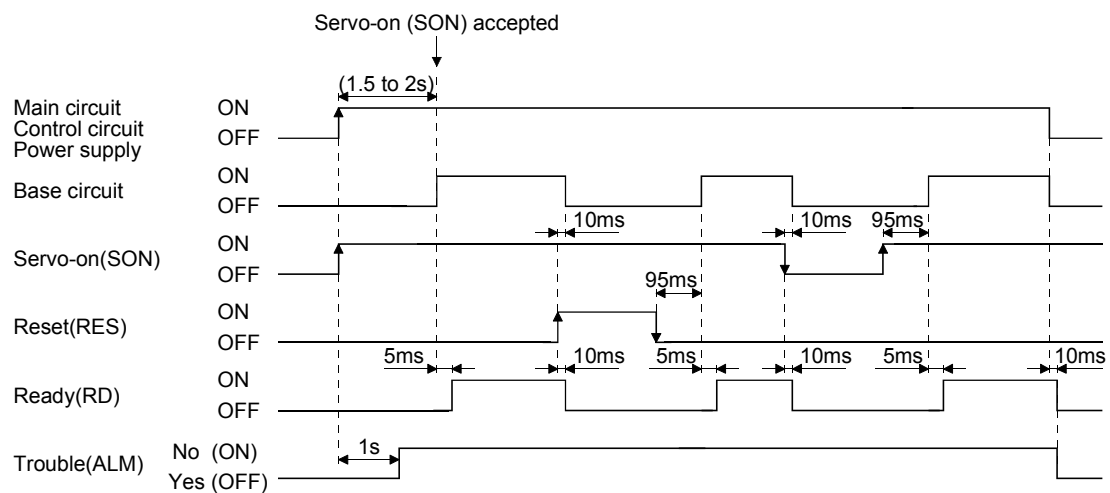 Servo-on (SON) accepted
(1.5 to 2s)
Main circuit
Control circuit
Power supply
ON
OFF
Base circuit
ON
OFF
10ms
10ms
95ms
Servo-on(SON)
ON
OFF
95ms
Reset(RES)
ON
OFF
5ms
10ms
5ms
10ms
5ms
10ms
Ready(RD)
ON
OFF
1s
Trouble(ALM)
No (ON)
Yes (OFF)